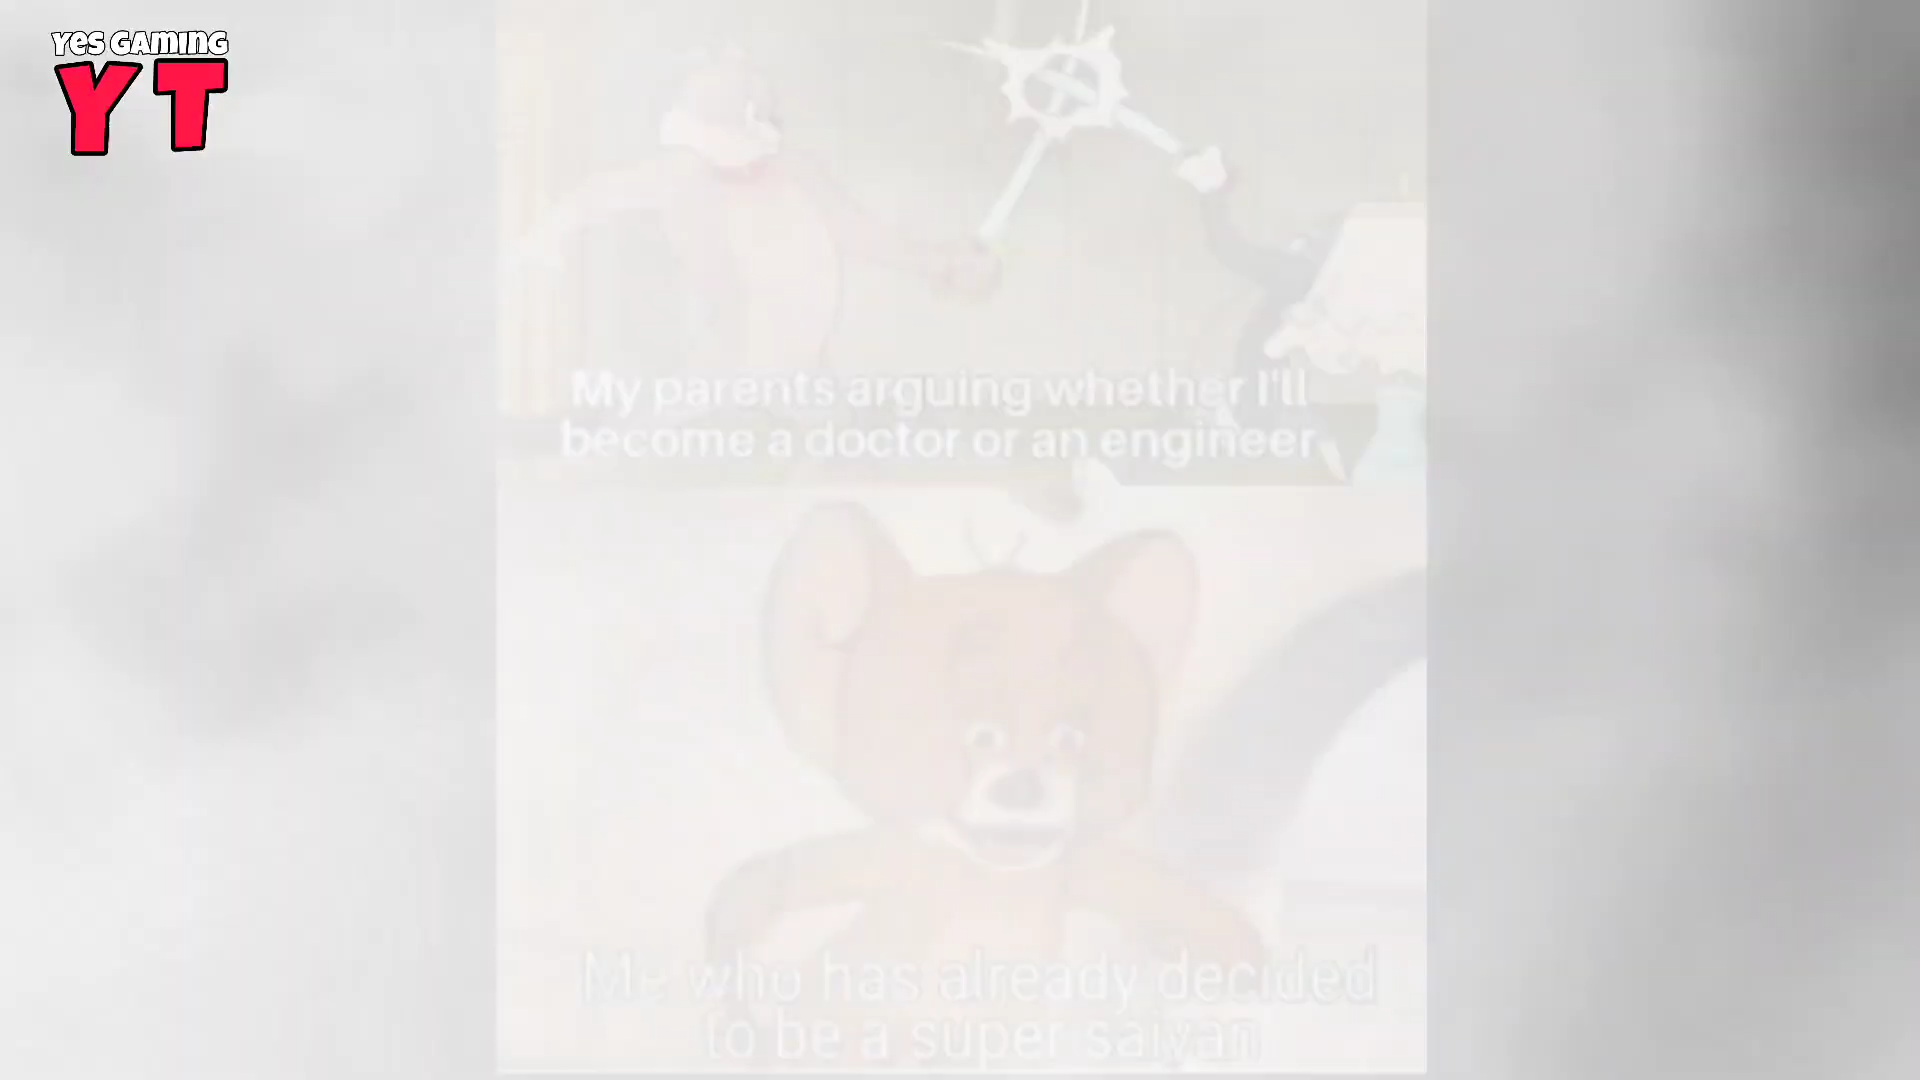 Yes Gaming
YT
My parents arguing whether I'll
become a doctor or an engineer
Me who has already decided
to be a super saiyan